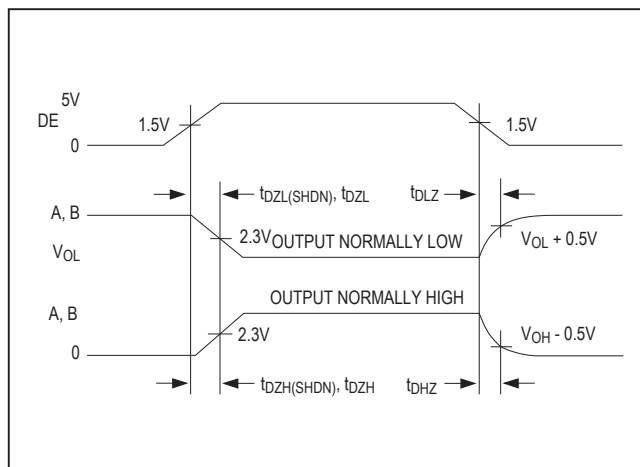 5V
DE
1.5V
1.5V
0
tDZL(SHDN), tDZL
tDLZ
A, B
2.3V
OUTPUT NORMALLY LOW
VOL + 0.5V
VOL
OUTPUT NORMALLY HIGH
A, B
2.3V
VOH - 0.5V
0
tDZH(SHDN), tDZH
tDHZ